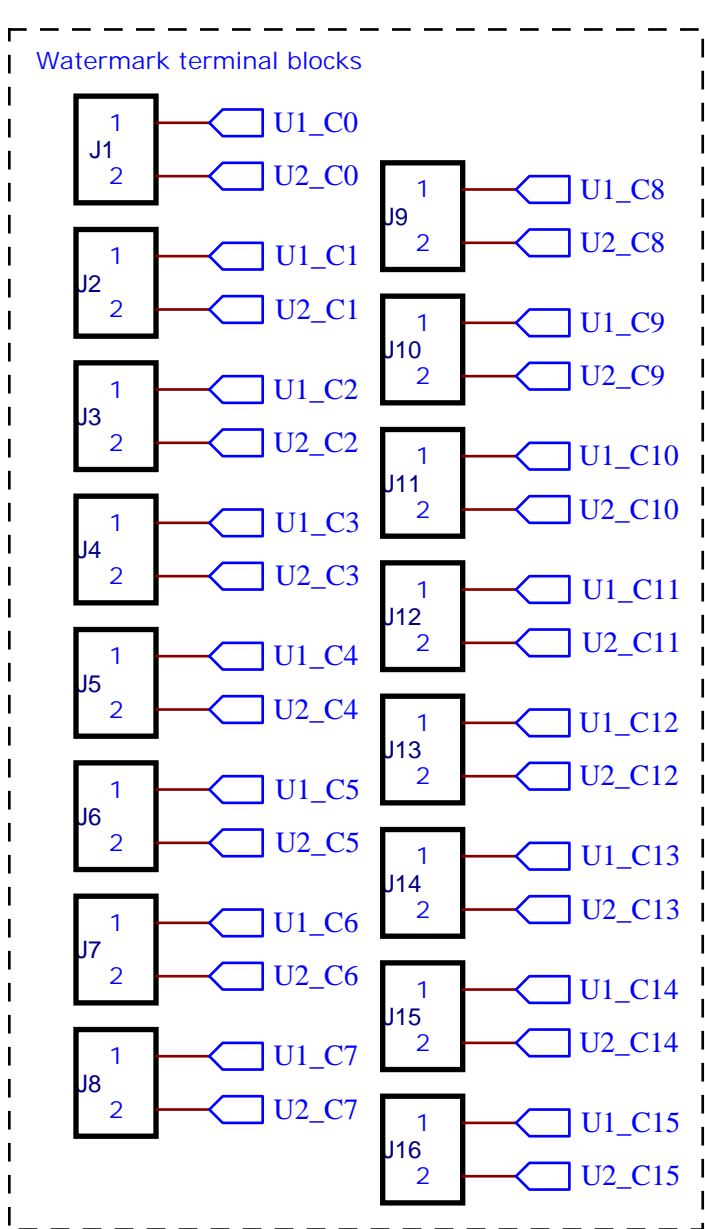 Watermark terminal blocks
J1
1 U1_C0
2 U2_C0
J2
1 U1_C1
2 U2_C1
J3
1 U1_C2
2 U2_C2
J4
1 U1_C3
2 U2_C3
J5
1 U1_C4
2 U2_C4
J6
1 U1_C5
2 U2_C5
J7
1 U1_C6
2 U2_C6
J8
1 U1_C7
2 U2_C7
J9
1 U1_C8
2 U2_C8
J10
1 U1_C9
2 U2_C9
J11
1 U1_C10
2 U2_C10
J12
1 U1_C11
2 U2_C11
J13
1 U1_C12
2 U2_C12
J14
1 U1_C13
2 U2_C13
J15
1 U1_C14
2 U2_C14
J16
1 U1_C15
2 U2_C15